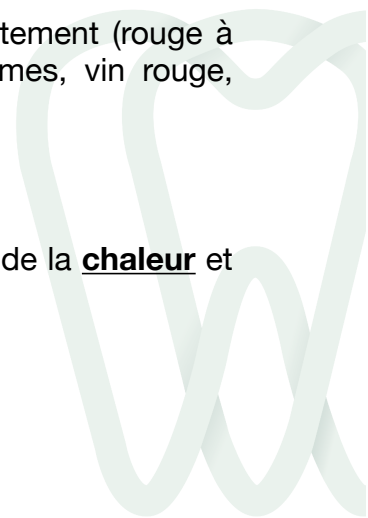 tement (rouge à
mes, vin rouge,
de la chaleur et